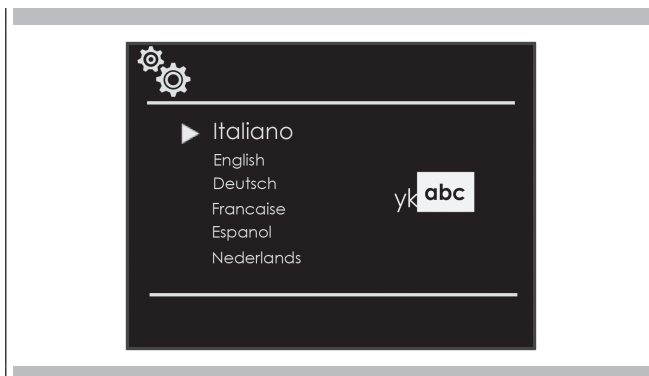 Italiano
English
Deutsch
yk abc
Francaise
Espanol
Nederlands